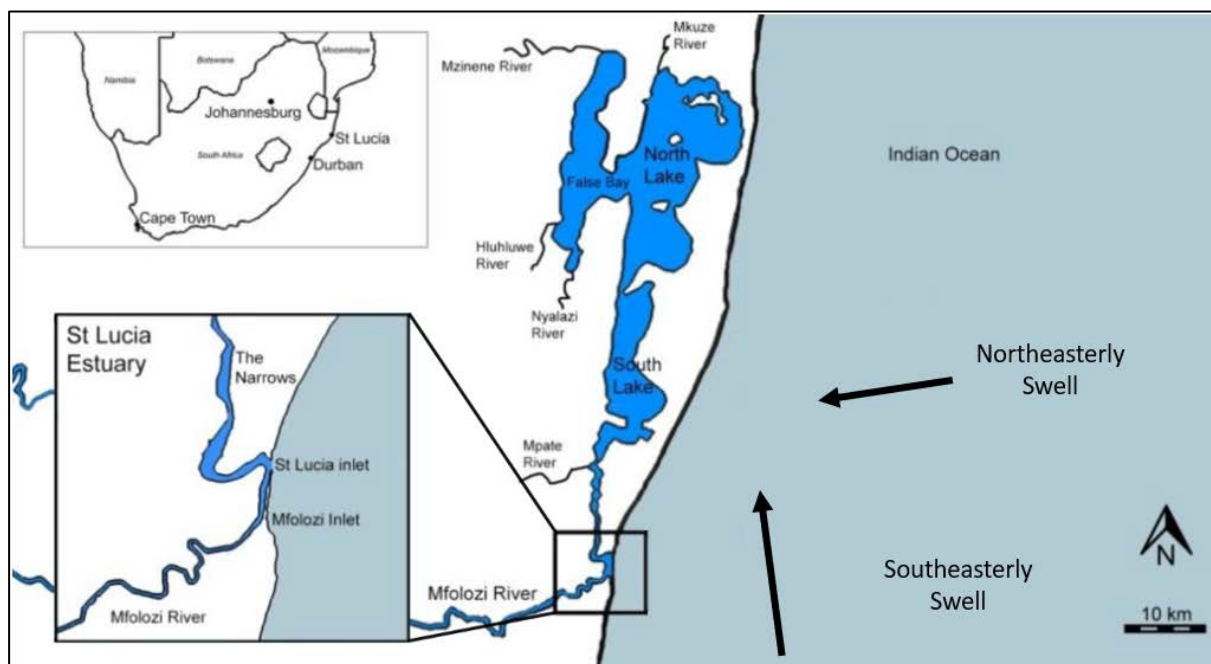 Namibia
Botswana
Mozambique
Johannesburg
South Africa
St Lucia
Durban
Cape Town
Mkuze
River
Mzinene River
North
Lake
False Bay
Indian Ocean
Hluhluwe
River
Nyalazi
River
South
Lake
Northeasterly
Swell
Mpate
River
Southeasterly
Swell
N
10 km
Mfolozi River
St Lucia
Estuary
The
Narrows
St Lucia inlet
Mfolozi Inlet
Mfolozi River